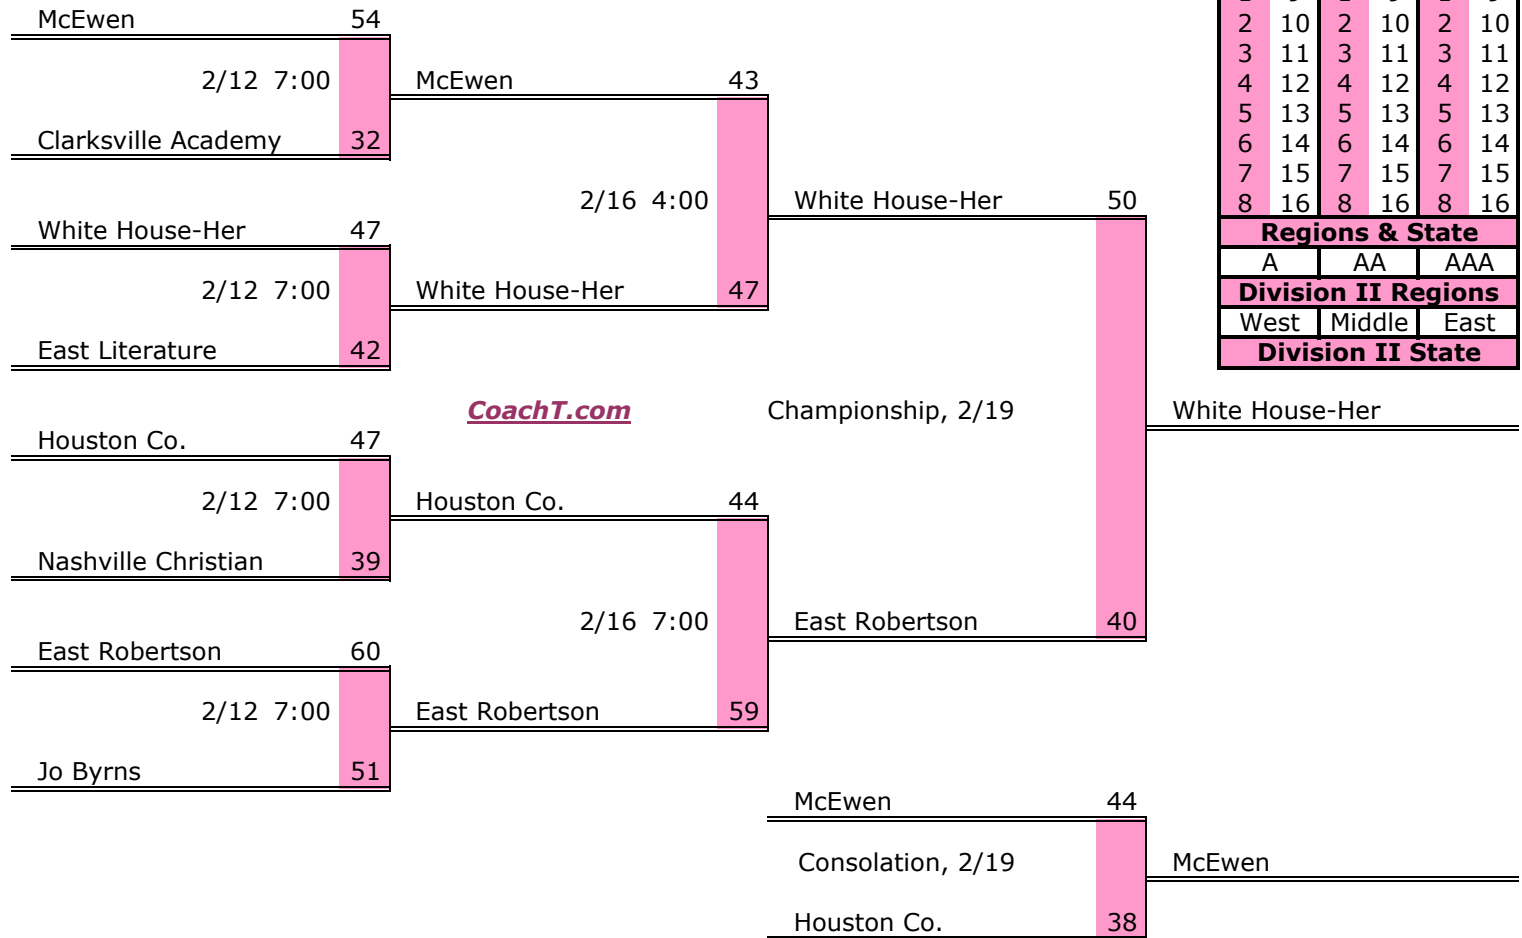 1 9 1 9 1 9
McEwen 54
2 10 2 10 2 10
3 11 3 11 3 11
2/12 7:00 McEwen 43
4 12 4 12 4 12
5 13 5 13 5 13
Clarksville Academy 32
6 14 6 14 6 14
7 15 7 15 7 15
2/16 4:00 White House-Her 50
8 16 8 16 8 16
White House-Her 47
Regions & State
A AA AAA
2/12 7:00 White House-Her 47
Division II Regions
West Middle East
East Literature 42
Division II State
CoachT.com Championship, 2/19 White House-Her
Houston Co. 47
2/12 7:00 Houston Co. 44
Nashville Christian 39
2/16 7:00 East Robertson 40
East Robertson 60
2/12 7:00 East Robertson 59
Jo Byrns 51
McEwen 44
Consolation, 2/19 McEwen
Houston Co. 38